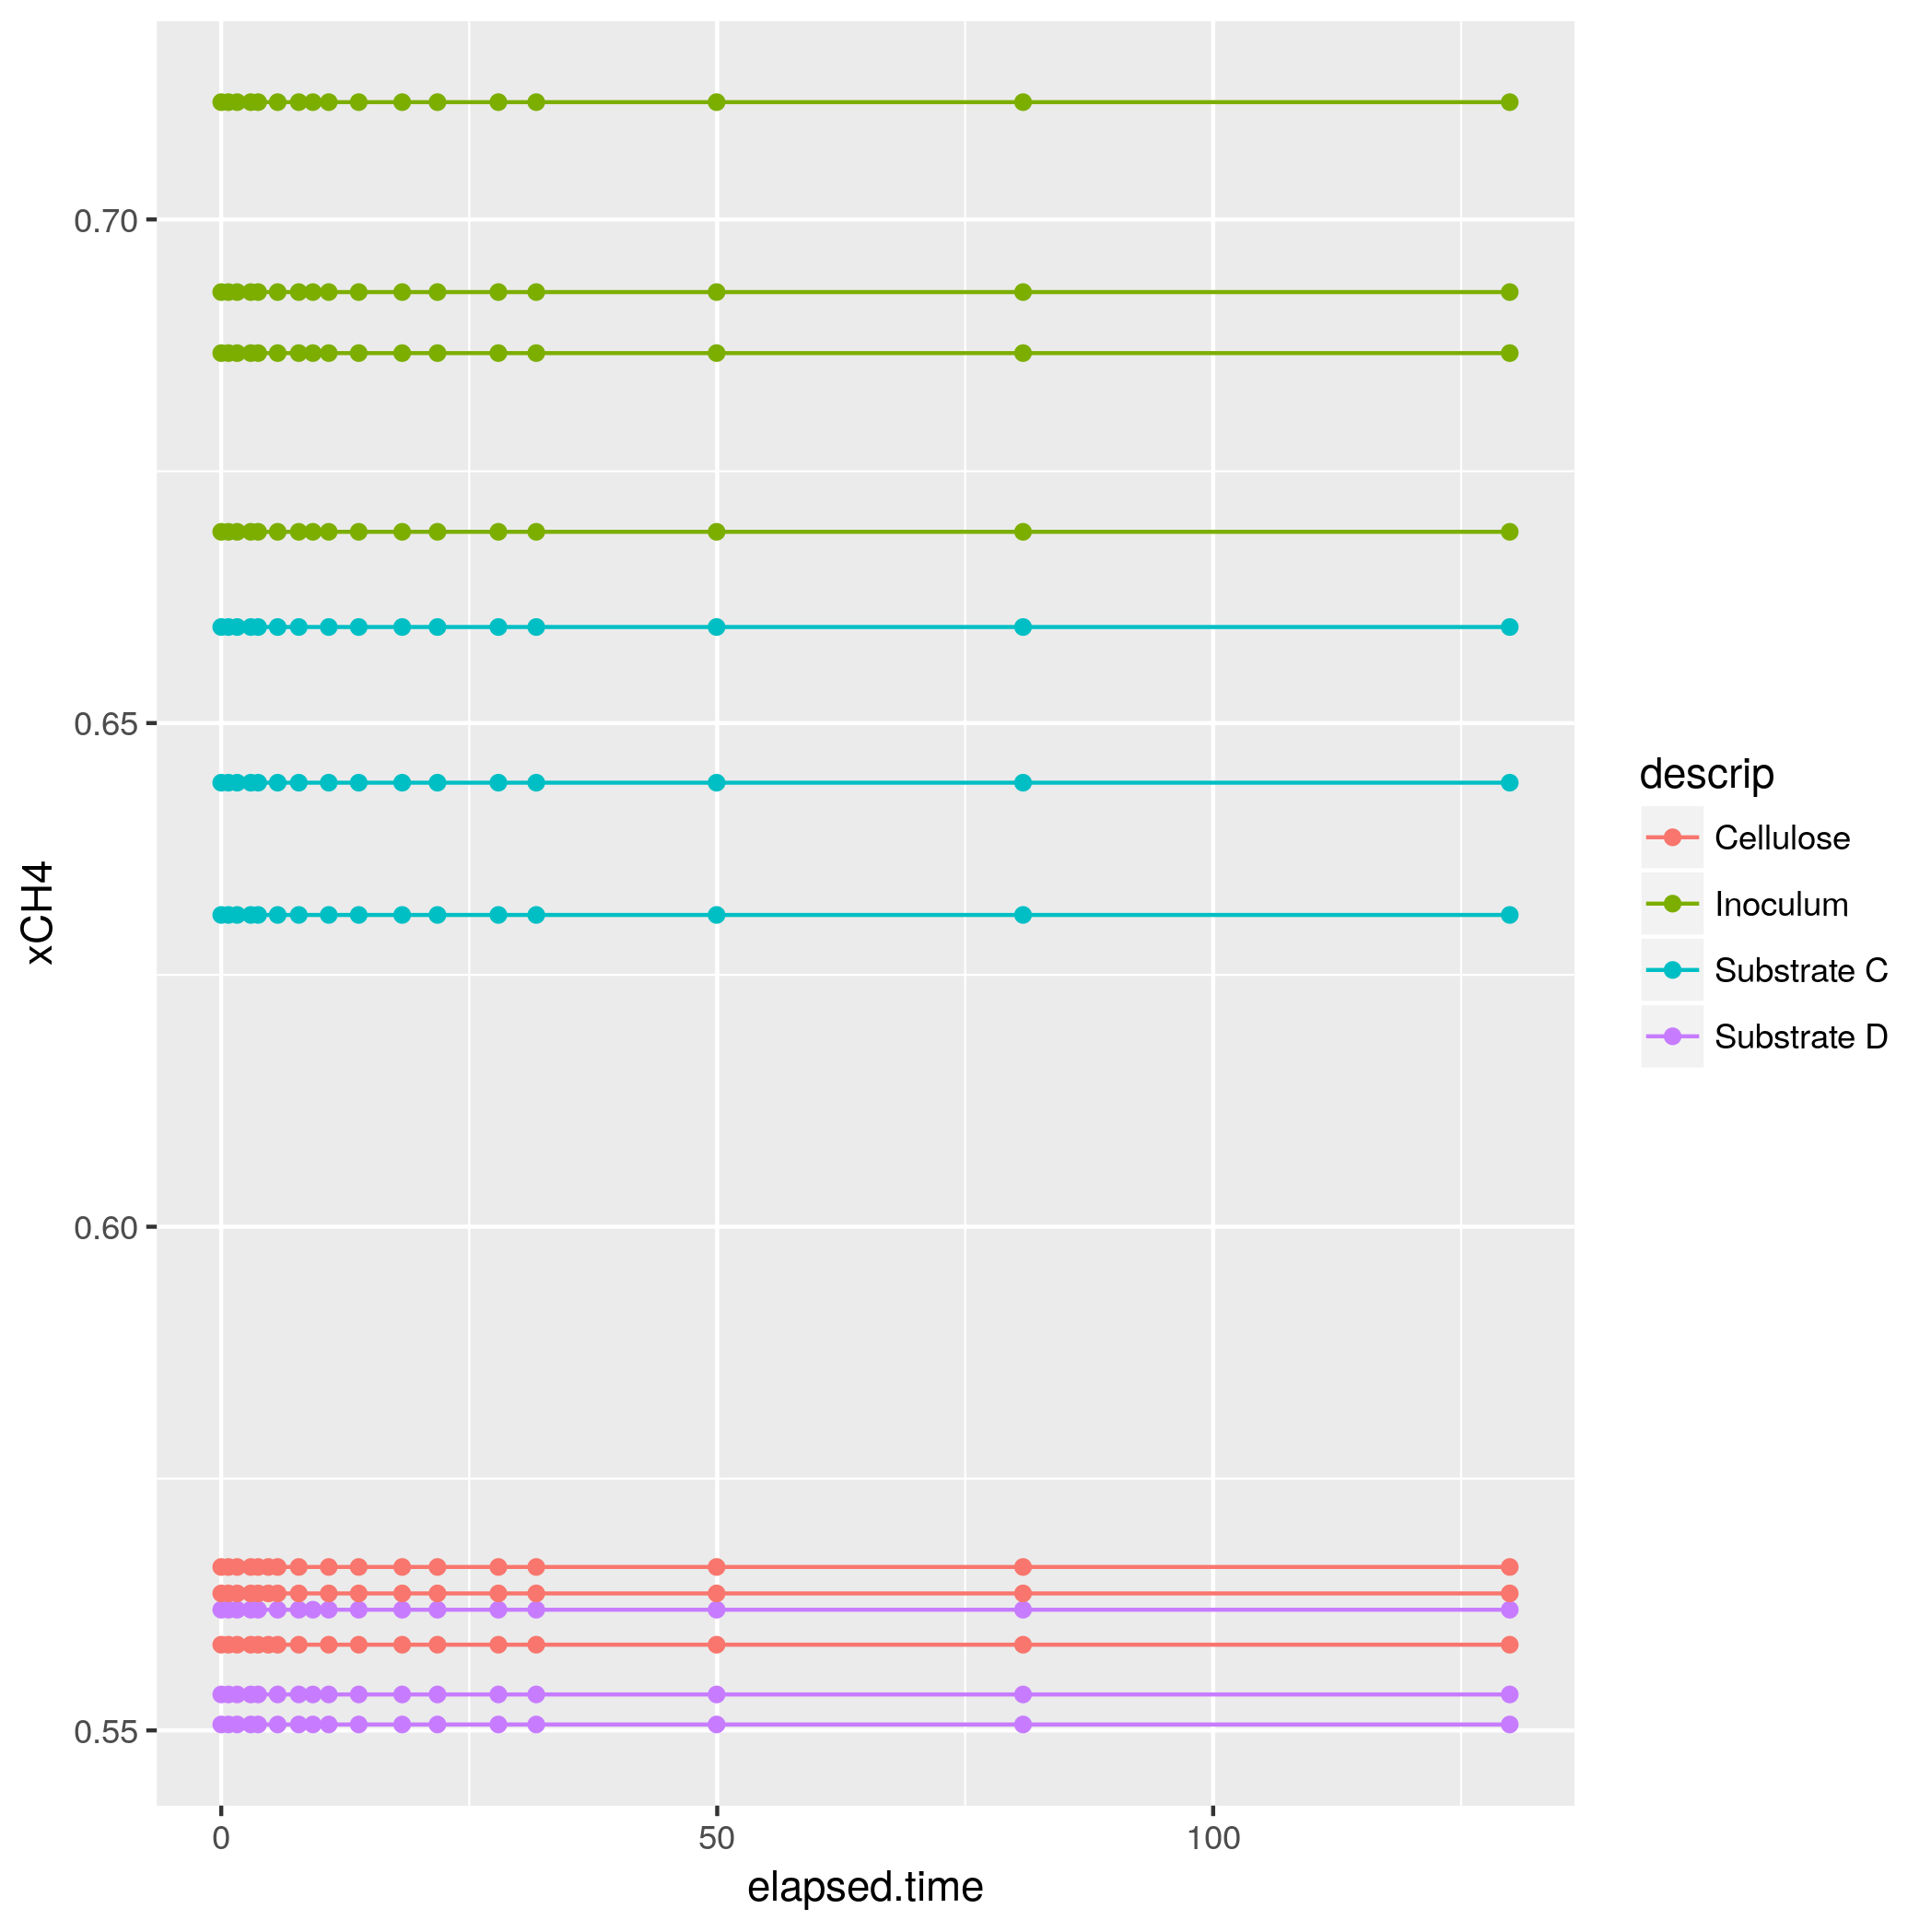 0.70
0.65
0.60
0.55
xCH4
0 50 100
elapsed.time
descrip
Cellulose
Inoculum
Substrate C
Substrate D